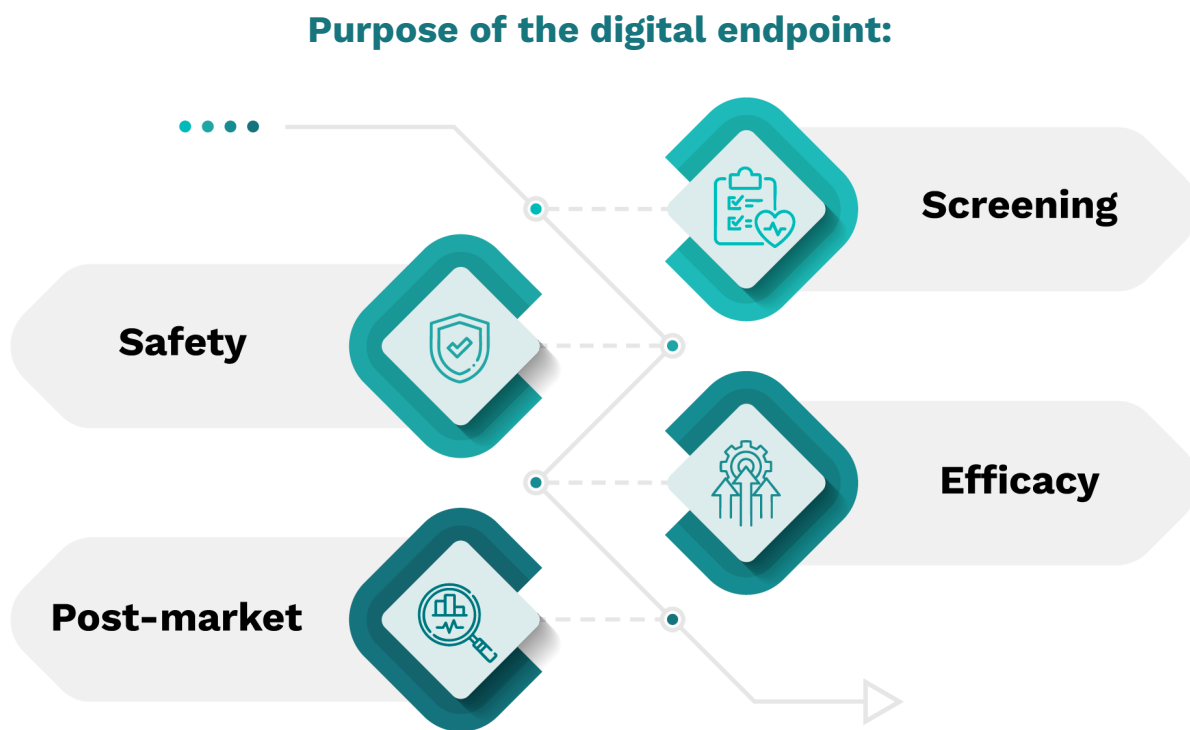 Purpose of the digital endpoint:
Screening
Safety
Efficacy
Post-market